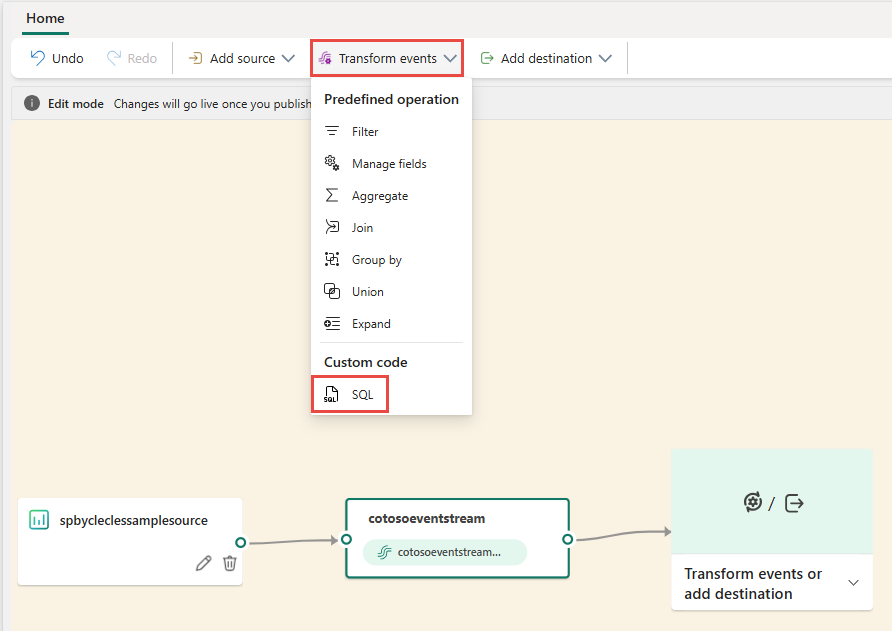 Home
Undo
Redo
Add source
Transform events
Add destination
Edit mode
Changes will go live once you publish
Predefined operation
Filter
Manage fields
Aggregate
Join
Group by
Union
Expand
Custom code
SQL
SQL
spbycleclessamplesource
cotosoeventstream
cotosoeventstream...
/
Transform events or
add destination